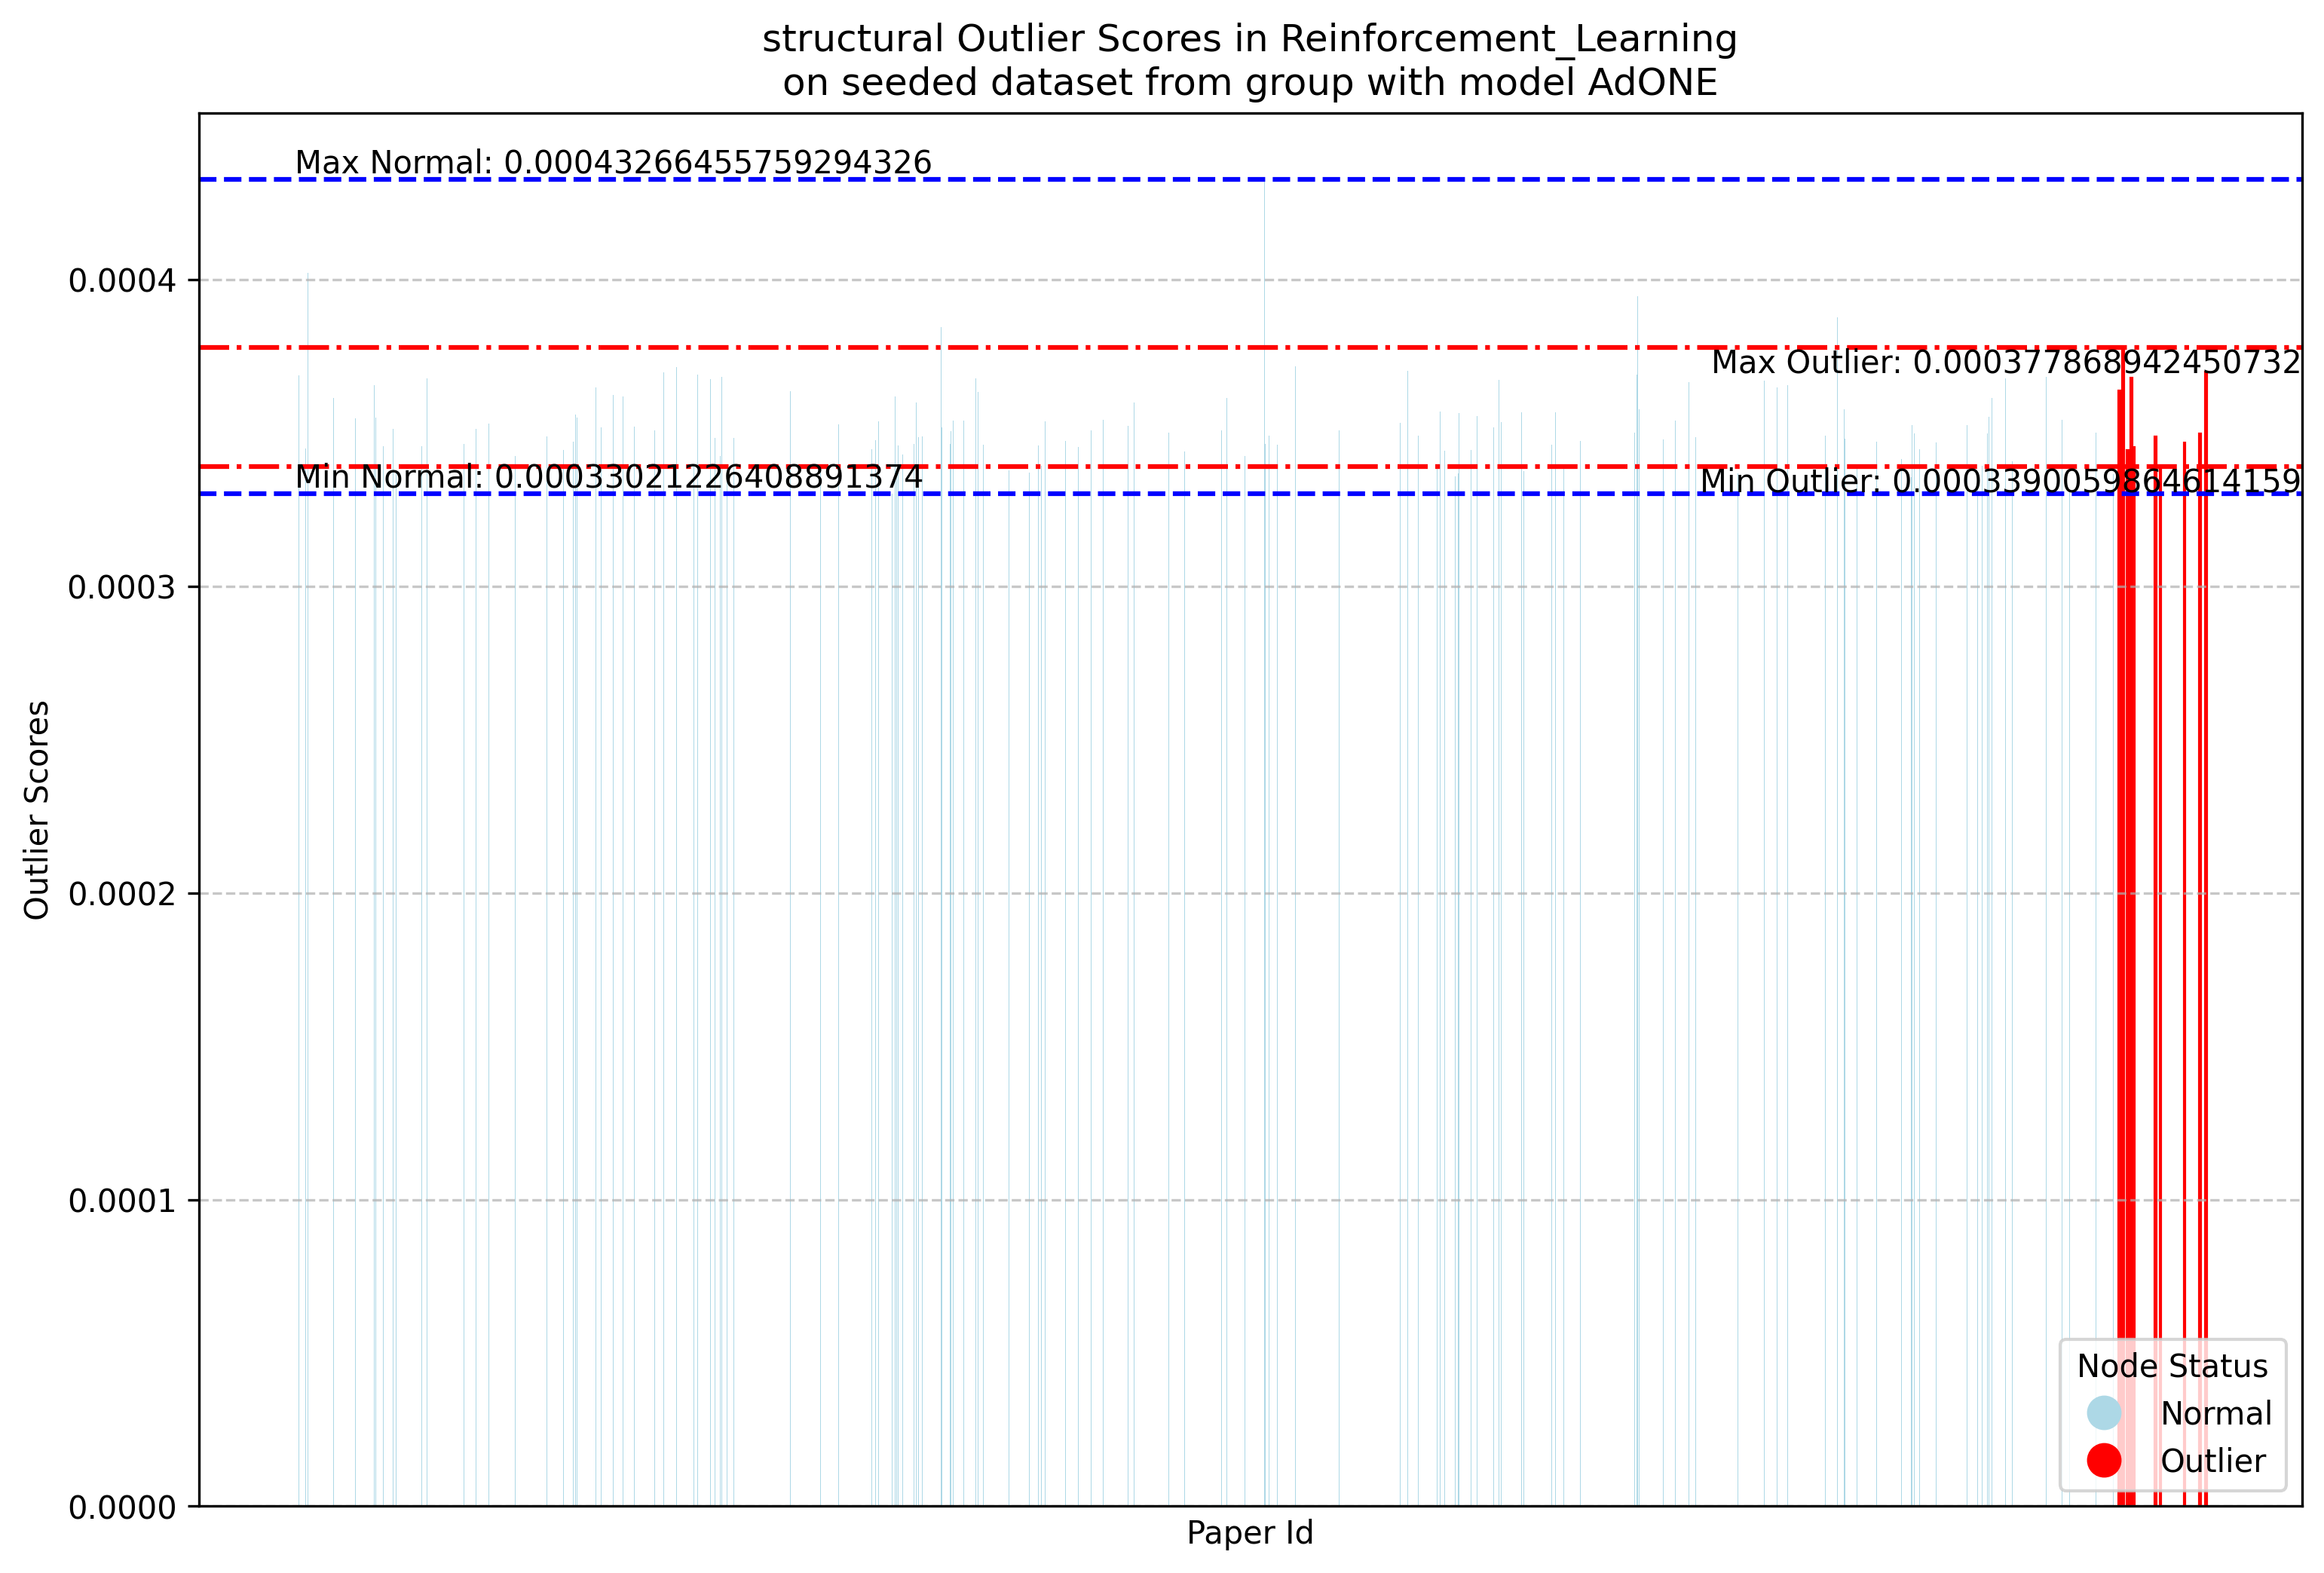 structural Outlier Scores in Reinforcement_Learning
on seeded dataset from group with model AdONE
Max Normal: 0.00043266455759294326
0.0004
Max Outlier: 0.000377868942450732
Min Normal: 0.00033021226408891374
Min Outlier: 0.0003390059864614159
0.0003
Outlier Scores
0.0002
0.0001
0.0000
Node Status
Normal
Outlier
Paper Id